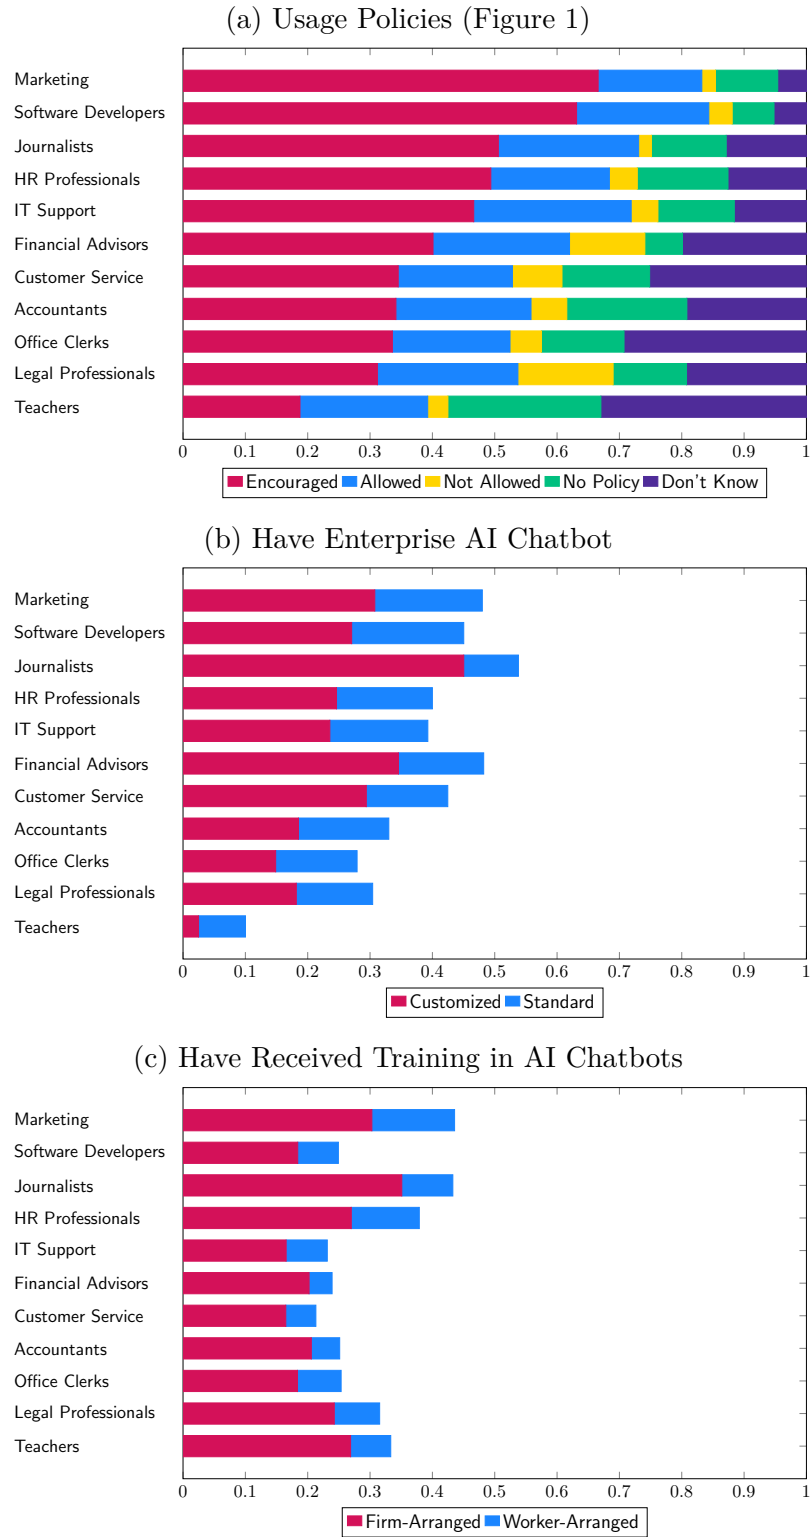 (a) Usage Policies (Figure 1)
Marketing
Software Developers
Journalists
HR Professionals
IT Support
Financial Advisors
Customer Service
Accountants
Office Clerks
Legal Professionals
Teachers
0 0.1 0.2 0.3 0.4 0.5 0.6 0.7 0.8 0.9 1
Encouraged Allowed Not Allowed No Policy Don't Know
(b) Have Enterprise AI Chatbot
Marketing
Software Developers
Journalists
HR Professionals
IT Support
Financial Advisors
Customer Service
Accountants
Office Clerks
Legal Professionals
Teachers
0 0.1 0.2 0.3 0.4 0.5 0.6 0.7 0.8 0.9 1
Customized Standard
(c) Have Received Training in AI Chatbots
Marketing
Software Developers
Journalists
HR Professionals
IT Support
Financial Advisors
Customer Service
Accountants
Office Clerks
Legal Professionals
Teachers
0 0.1 0.2 0.3 0.4 0.5 0.6 0.7 0.8 0.9 1
Firm-Arranged Worker-Arranged